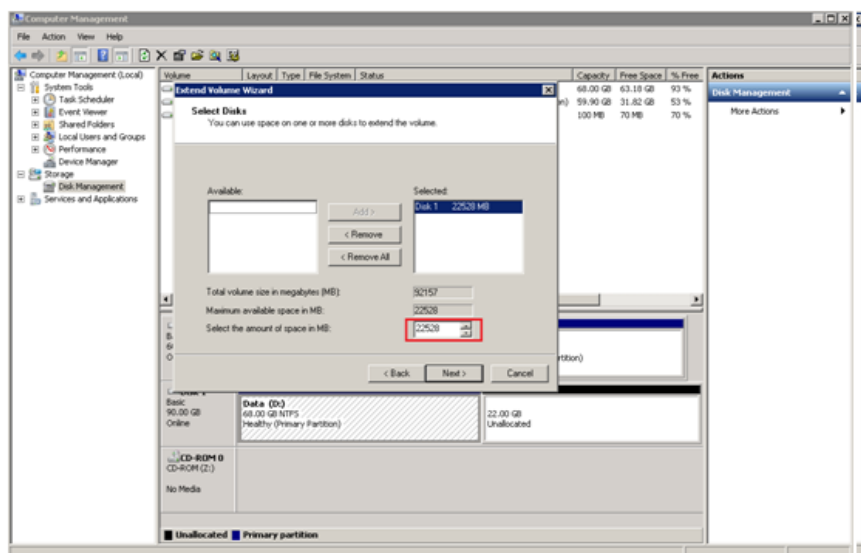 Computer Management
File Action View Help
Computer Management (Local)
System Tools
Task Scheduler
Event Viewer
Shared Folders
Local Users and Groups
Performance
Device Manager
Storage
Disk Management
Services and Applications
Volume Layout Type File System Status Capacity Free Space % Free
68.00 GB 63.18 GB 93 %
59.90 GB 31.82 GB 53 %
100 MB 70 MB 70 %
Actions
Disk Management
More Actions
Extend Volume Wizard
Select Disks
You can use space on one or more disks to extend the volume.
Available: Selected:
Disk 1 22528 MB
Add >
< Remove
< Remove All
Total volume size in megabytes (MB): 92157
Maximum available space in MB: 22528
Select the amount of space in MB: 22528
< Back Next > Cancel
Basic
90.00 GB
Online
Data (D:)
68.00 GB NTFS
Healthy (Primary Partition)
22.00 GB
Unallocated
CD-ROM 0
CD-ROM (Z:)
No Media
Unallocated Primary partition